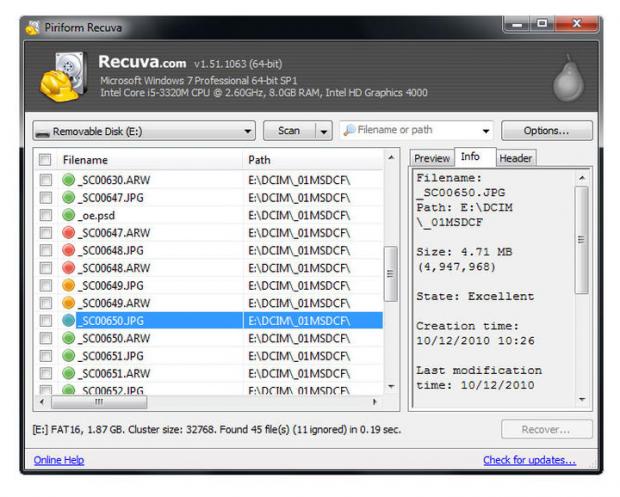 Piriform Recuva
Recuva.com v1.51.1063 (64-bit)
Microsoft Windows 7 Professional 64-bit SP1
Intel Core i5-3320M CPU @ 2.60GHz, 8.0GB RAM, Intel HD Graphics 4000
Removable Disk (E:) Scan Filename or path Options...
Filename Path
_SC00630.ARW E:\DCIM\_01MSDCF\
_SC00647.JPG E:\DCIM\_01MSDCF\
_oe.psd E:\DCIM\_01MSDCF\
_SC00647.ARW E:\DCIM\_01MSDCF\
_SC00648.JPG E:\DCIM\_01MSDCF\
_SC00648.ARW E:\DCIM\_01MSDCF\
_SC00649.JPG E:\DCIM\_01MSDCF\
_SC00649.ARW E:\DCIM\_01MSDCF\
_SC00650.JPG E:\DCIM\_01MSDCF\
_SC00650.ARW E:\DCIM\_01MSDCF\
_SC00651.JPG E:\DCIM\_01MSDCF\
_SC00651.ARW E:\DCIM\_01MSDCF\
_SC00652.JPG E:\DCIM\_01MSDCF\
Preview Info Header
Filename:
_SC00650.JPG
Path: E:\DCIM
\_01MSDCF
Size: 4.71 MB
(4,947,968)
State: Excellent
Creation time:
10/12/2010 10:26
Last modification
time: 10/12/2010
[E:] FAT16, 1.87 GB. Cluster size: 32768. Found 45 file(s) (11 ignored) in 0.19 sec.
Recover...
Online Help
Check for updates...